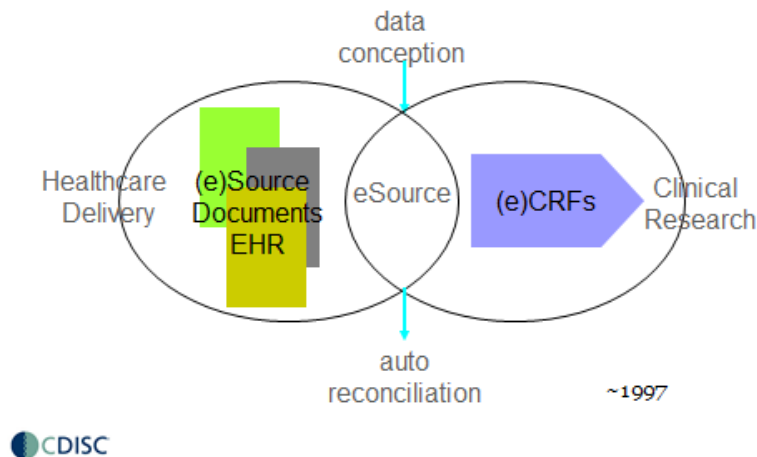 data
conception
Healthcare
Delivery
(e)Source
Documents
EHR
eSource
(e)CRFs
Clinical
Research
auto
reconciliation
~1997
CDISC